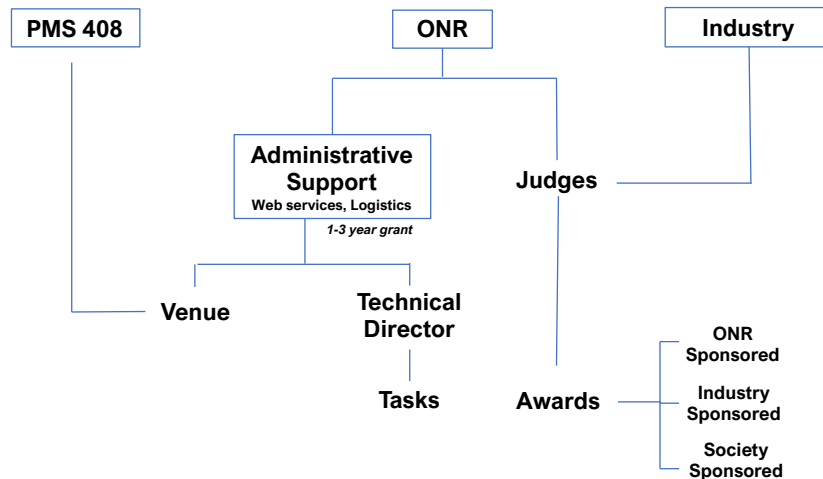 PMS 408
ONR
Industry
Administrative
Support
Web services, Logistics
1-3 year grant
Judges
Venue
Technical
Director
Tasks
Awards
ONR
Sponsored
Industry
Sponsored
Society
Sponsored